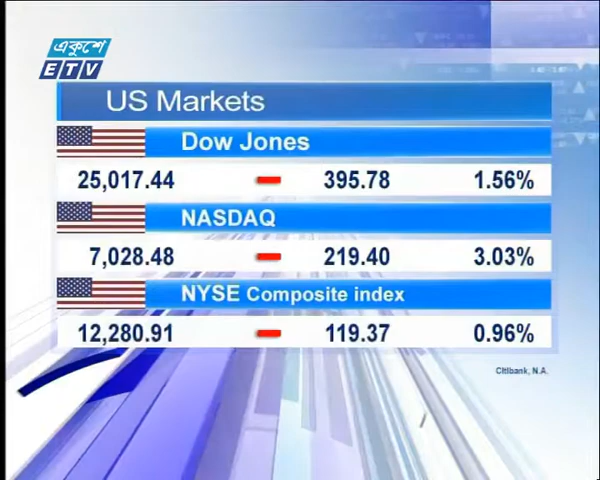 একুশে
ETV
US Markets
Dow Jones
25,017.44 - 395.78 1.56%
NASDAQ
7,028.48 - 219.40 3.03%
NYSE Composite index
12,280.91 - 119.37 0.96%
Citibank, N.A.